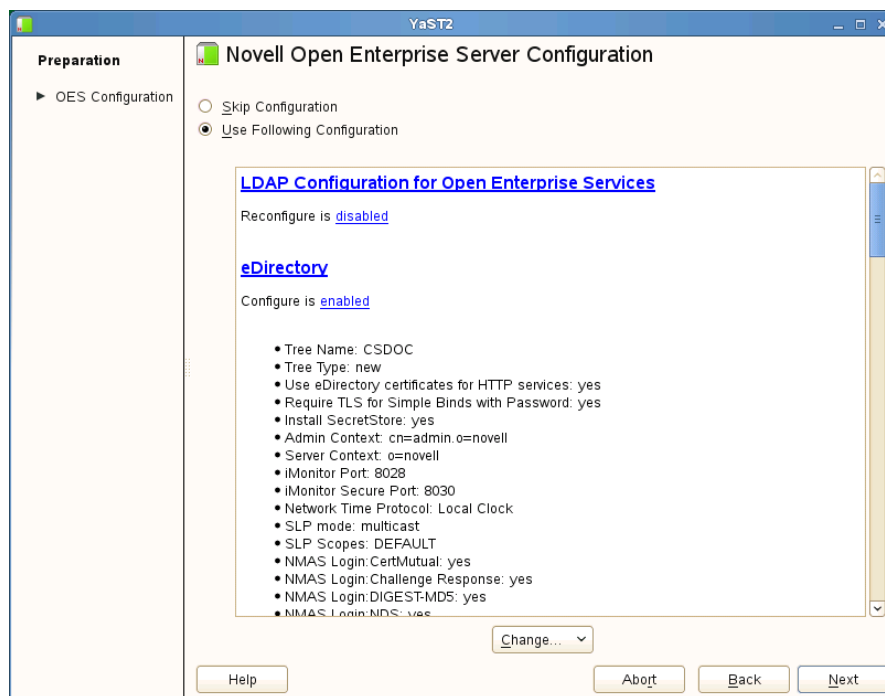 YaST2
Preparation
OES Configuration
Novell Open Enterprise Server Configuration
Skip Configuration
Use Following Configuration
LDAP Configuration for Open Enterprise Services
Reconfigure is disabled
eDirectory
Configure is enabled
• Tree Name: CSDOC
• Tree Type: new
• Use eDirectory certificates for HTTP services: yes
• Require TLS for Simple Binds with Password: yes
• Install SecretStore: yes
• Admin Context: cn=admin.o=novell
• Server Context: o=novell
• iMonitor Port: 8028
• iMonitor Secure Port: 8030
• Network Time Protocol: Local Clock
• SLP mode: multicast
• SLP Scopes: DEFAULT
• NMAS Login:CertMutual: yes
• NMAS Login:Challenge Response: yes
• NMAS Login:DIGEST-MD5: yes
• NMAS Login:NDS: yes
Change...
Help
Abort
Back
Next